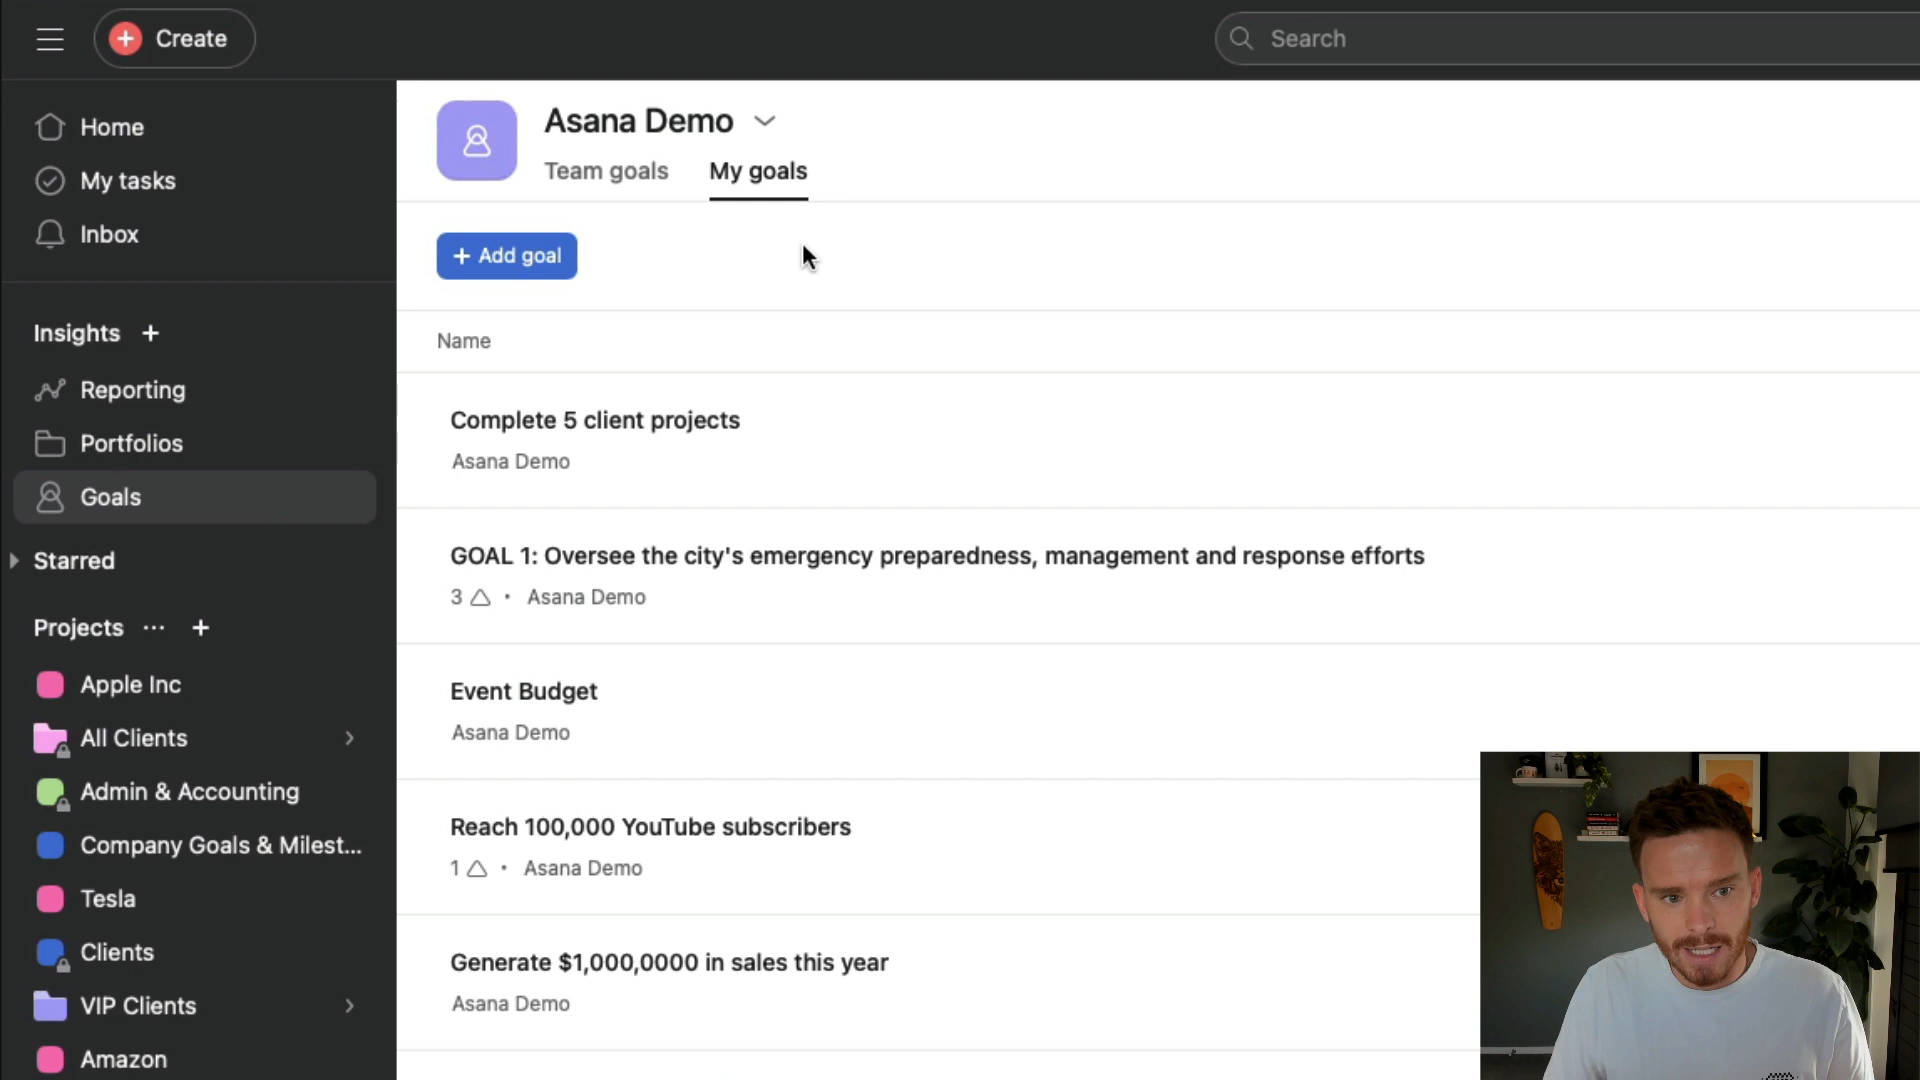 Create
Search
Home
My tasks
Inbox
Insights +
Reporting
Portfolios
Goals
Starred
Projects ... +
Apple Inc
All Clients
Admin & Accounting
Company Goals & Milest...
Tesla
Clients
VIP Clients
Amazon
Asana Demo
Team goals My goals
+ Add goal
Name
Complete 5 client projects
Asana Demo
GOAL 1: Oversee the city's emergency preparedness, management and response efforts
3 · Asana Demo
Event Budget
Asana Demo
Reach 100,000 YouTube subscribers
1 · Asana Demo
Generate $1,000,0000 in sales this year
Asana Demo